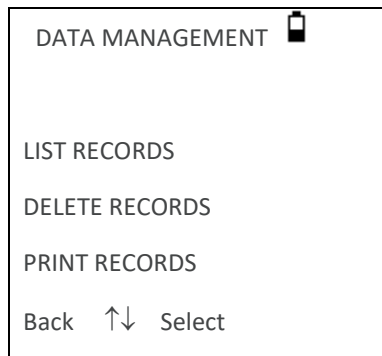 DATA MANAGEMENT
LIST RECORDS
DELETE RECORDS
PRINT RECORDS
Back ↑↓ Select